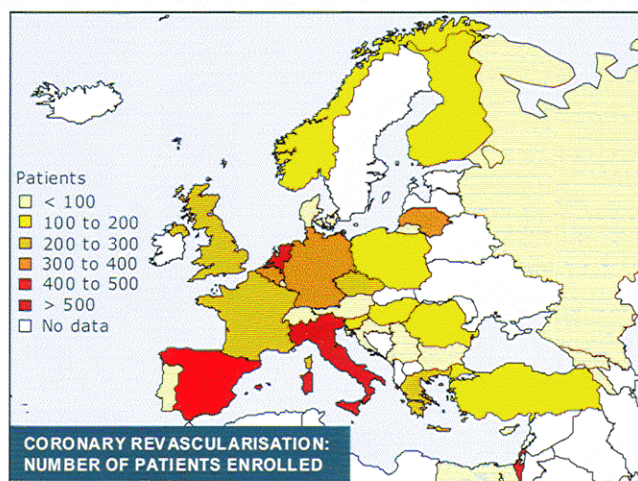 Patients
< 100
100 to 200
200 to 300
300 to 400
400 to 500
> 500
No data
CORONARY REVASCULARISATION:
NUMBER OF PATIENTS ENROLLED